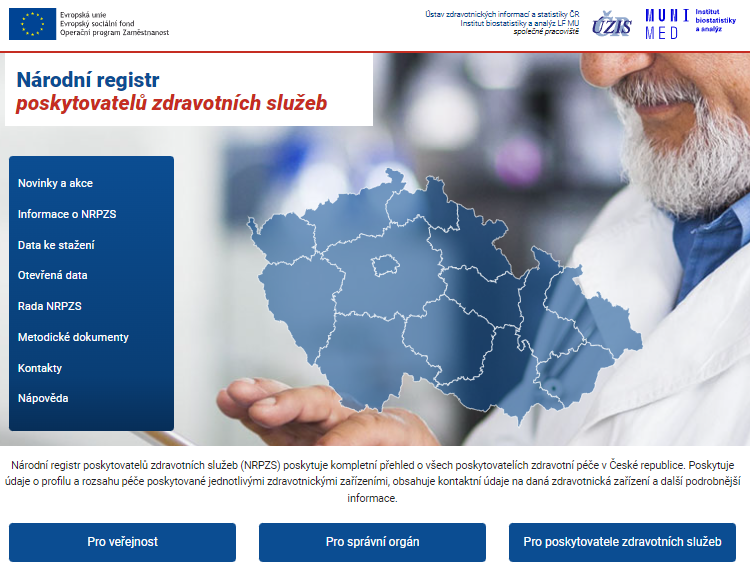 Evropská unie
Evropský sociální fond
Operační program Zaměstnanost
Ústav zdravotnických informací a statistiky ČR
Institut biostatistiky a analýz LF MU
společné pracoviště
ÚZIS
ČR
MUNI
MED
Institut
biostatistiky
a analýz
Národní registr
poskytovatelů zdravotních služeb
Novinky a akce
Informace o NRPZS
Data ke stažení
Otevřená data
Rada NRPZS
Metodické dokumenty
Kontakty
Nápověda
Národní registr poskytovatelů zdravotních služeb (NRPZS) poskytuje kompletní přehled o všech poskytovatelích zdravotní péče v České republice. Poskytuje
údaje o profilu a rozsahu péče poskytované jednotlivými zdravotnickými zařízeními, obsahuje kontaktní údaje na daná zdravotnická zařízení a další podrobnější
informace.
Pro veřejnost
Pro správní orgán
Pro poskytovatele zdravotních služeb